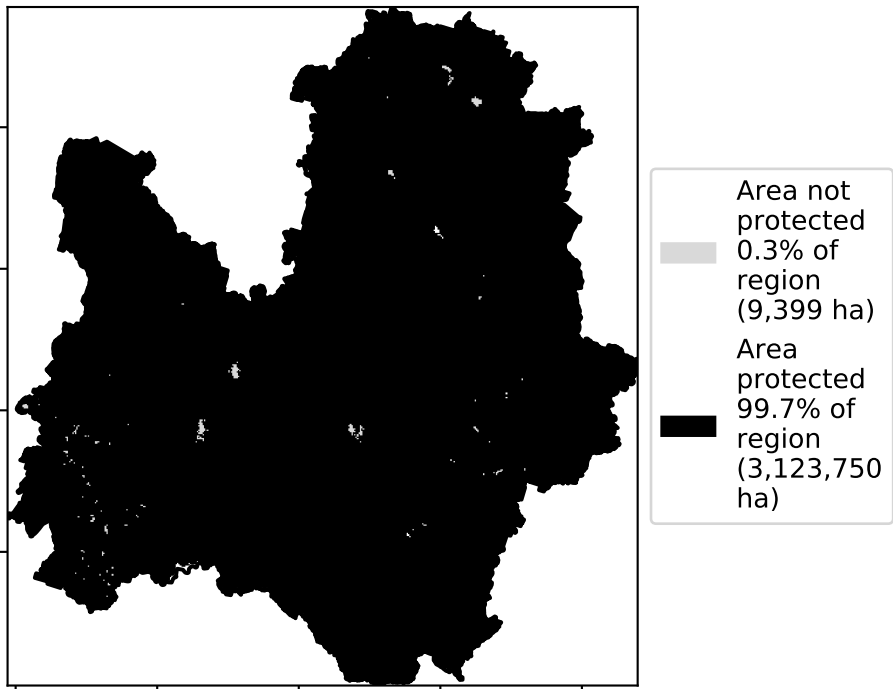 Area not
protected
0.3% of
region
(9,399 ha)
Area
protected
99.7% of
region
(3,123,750
ha)